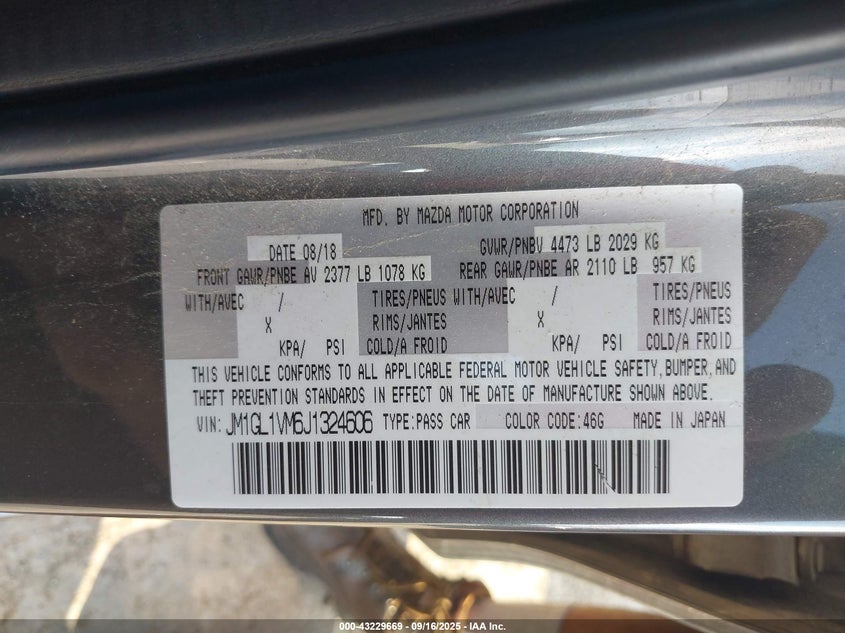 MFD. BY MAZDA MOTOR CORPORATION
DATE 08/18 GVWR/PNBV 4473 LB 2029 KG
FRONT GAWR/PNBE AV 2377 LB 1078 KG REAR GAWR/PNBE AR 2110 LB 957 KG
WITH/AVEC / TIRES/PNEUS WITH/AVEC / TIRES/PNEUS
X RIMS/JANTES X RIMS/JANTES
KPA/ PSI COLD/A FROID KPA/ PSI COLD/A FROID
THIS VEHICLE CONFORMS TO ALL APPLICABLE FEDERAL MOTOR VEHICLE SAFETY, BUMPER, AND
THEFT PREVENTION STANDARDS IN EFFECT ON THE DATE OF MANUFACTURE SHOWN ABOVE.
VIN: JM1GL1VM6J1324606 TYPE:PASS CAR COLOR CODE:46G MADE IN JAPAN
000-43229669 - 09/16/2025 - IAA Inc.